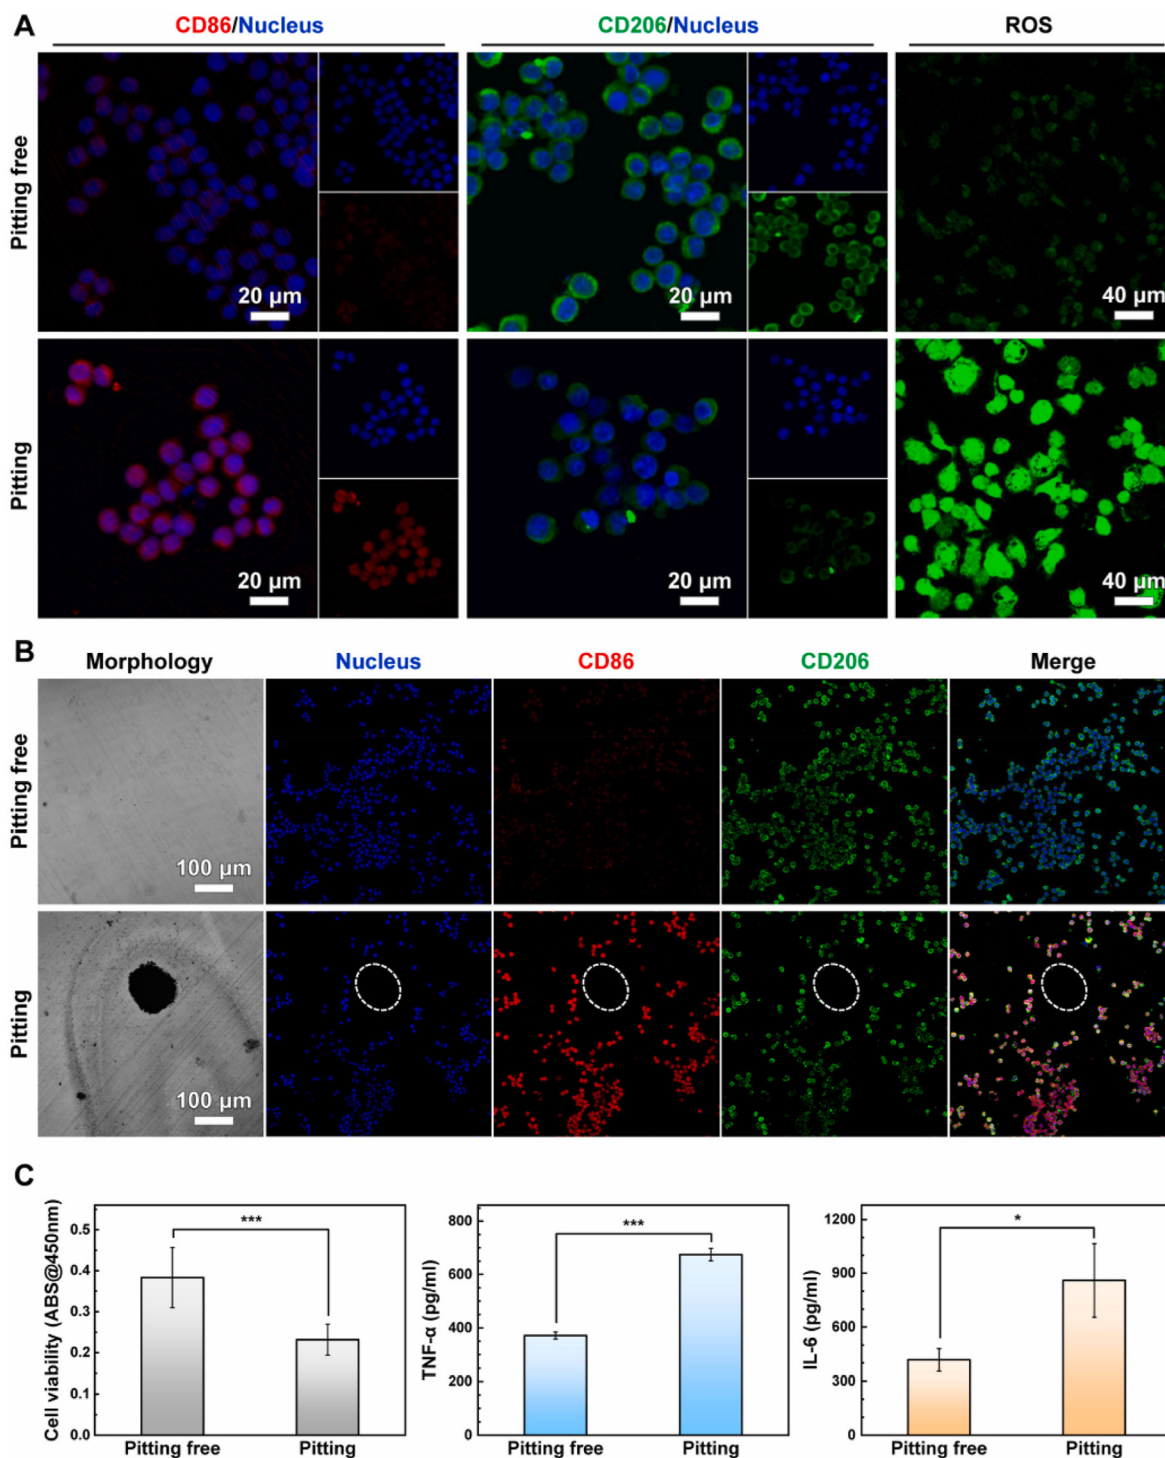 A
CD86/Nucleus
CD206/Nucleus
ROS
Pitting free
20 µm
20 µm
40 µm
Pitting
20 µm
20 µm
40 µm
B
Morphology
Nucleus
CD86
CD206
Merge
Pitting free
100 µm
Pitting
100 µm
C
Cell viability (ABS@450nm)
0.5
0.4
0.3
0.2
0.1
0.0
***
Pitting free
Pitting
TNF-α (pg/ml)
800
600
400
200
0
***
Pitting free
Pitting
IL-6 (pg/ml)
1200
900
600
300
0
*
Pitting free
Pitting